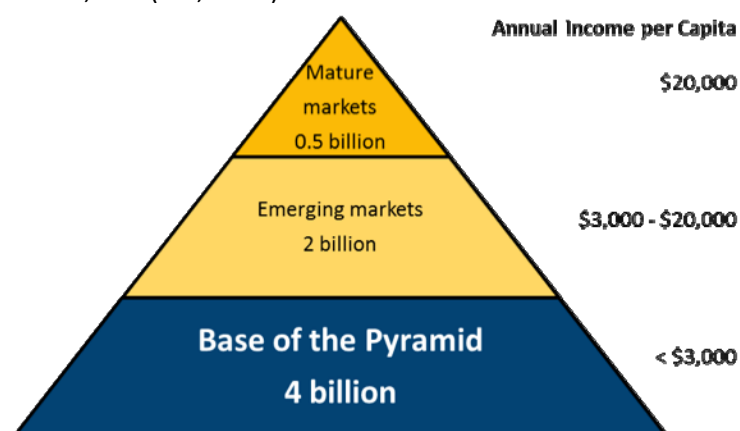 Annual Income per Capita
Mature
markets
0.5 billion
$20,000
Emerging markets
2 billion
$3,000 - $20,000
Base of the Pyramid
4 billion
< $3,000